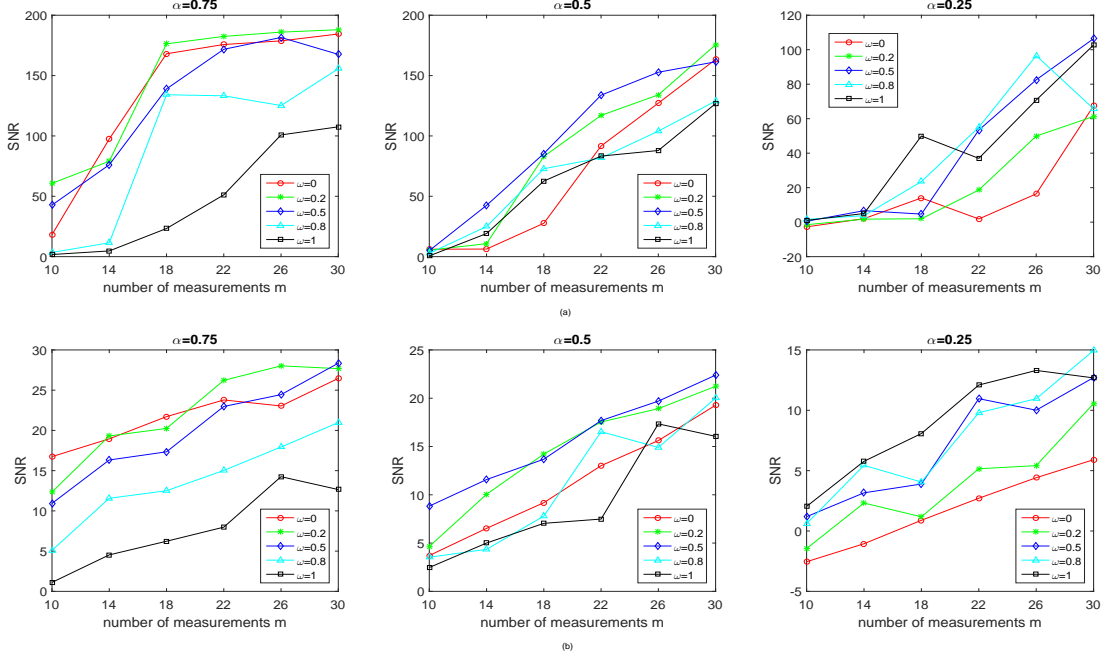 α=0.75
SNR
200
150
100
50
0
10 14 18 22 26 30
number of measurements m
ω=0
ω=0.2
ω=0.5
ω=0.8
ω=1
α=0.5
SNR
200
150
100
50
0
10 14 18 22 26 30
number of measurements m
ω=0
ω=0.2
ω=0.5
ω=0.8
ω=1
α=0.25
SNR
120
100
80
60
40
20
0
-20
10 14 18 22 26 30
number of measurements m
ω=0
ω=0.2
ω=0.5
ω=0.8
ω=1
(a)
α=0.75
SNR
30
25
20
15
10
5
0
10 14 18 22 26 30
number of measurements m
ω=0
ω=0.2
ω=0.5
ω=0.8
ω=1
α=0.5
SNR
25
20
15
10
5
0
10 14 18 22 26 30
number of measurements m
ω=0
ω=0.2
ω=0.5
ω=0.8
ω=1
α=0.25
SNR
15
10
5
0
-5
10 14 18 22 26 30
number of measurements m
ω=0
ω=0.2
ω=0.5
ω=0.8
ω=1
(b)